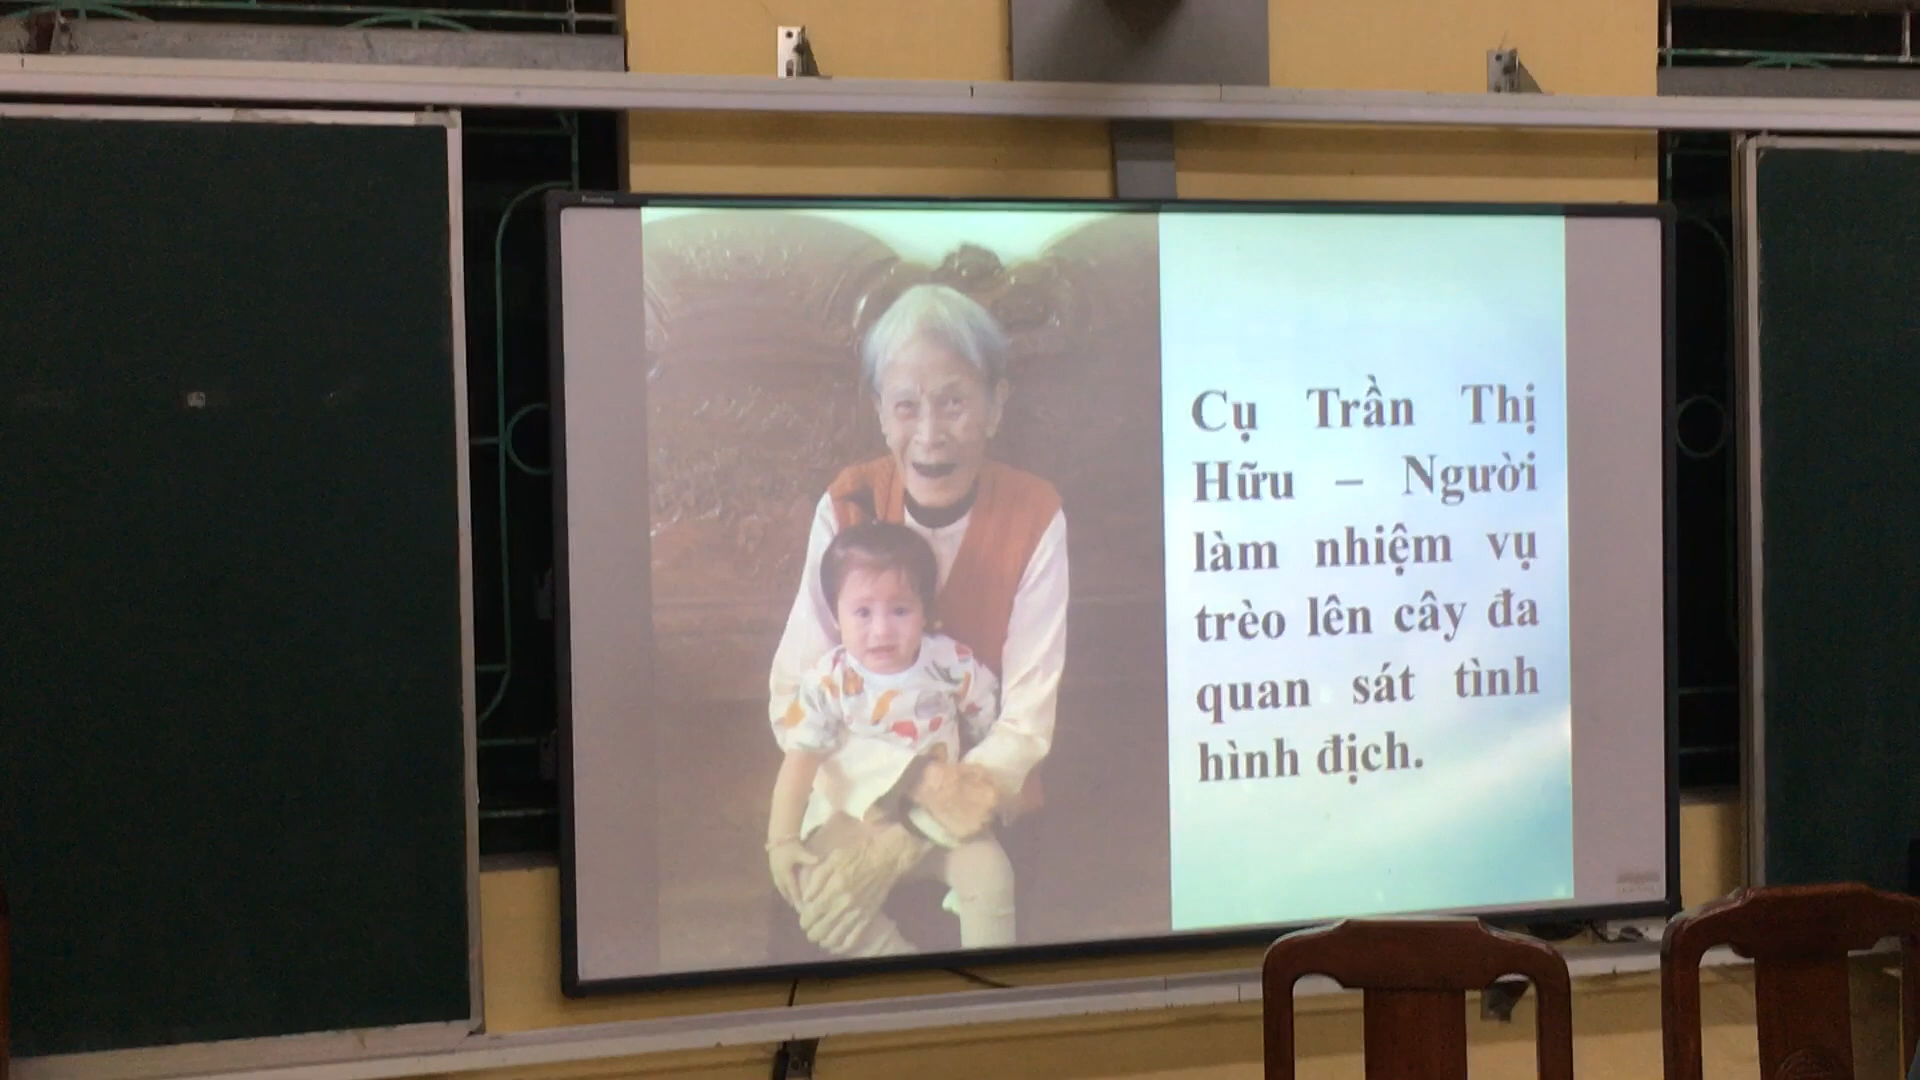 Cụ Trần Thị
Hữu – Người
làm nhiệm vụ
trèo lên cây đa
quan sát tình
hình địch.